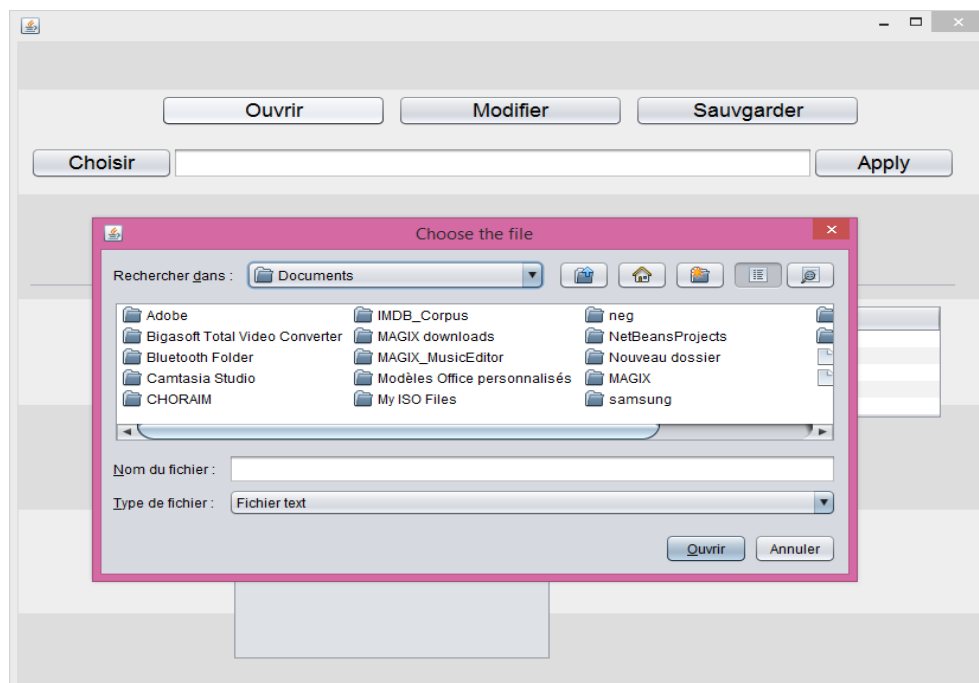 Ouvrir Modifier Sauvgarder
Choisir Apply
Choose the file
Rechercher dans : Documents
Adobe IMDB_Corpus neg
Bigasoft Total Video Converter MAGIX downloads NetBeansProjects
Bluetooth Folder MAGIX_MusicEditor Nouveau dossier
Camtasia Studio Modèles Office personnalisés MAGIX
CHORAIM My ISO Files samsung
Nom du fichier :
Type de fichier : Fichier text
Ouvrir Annuler